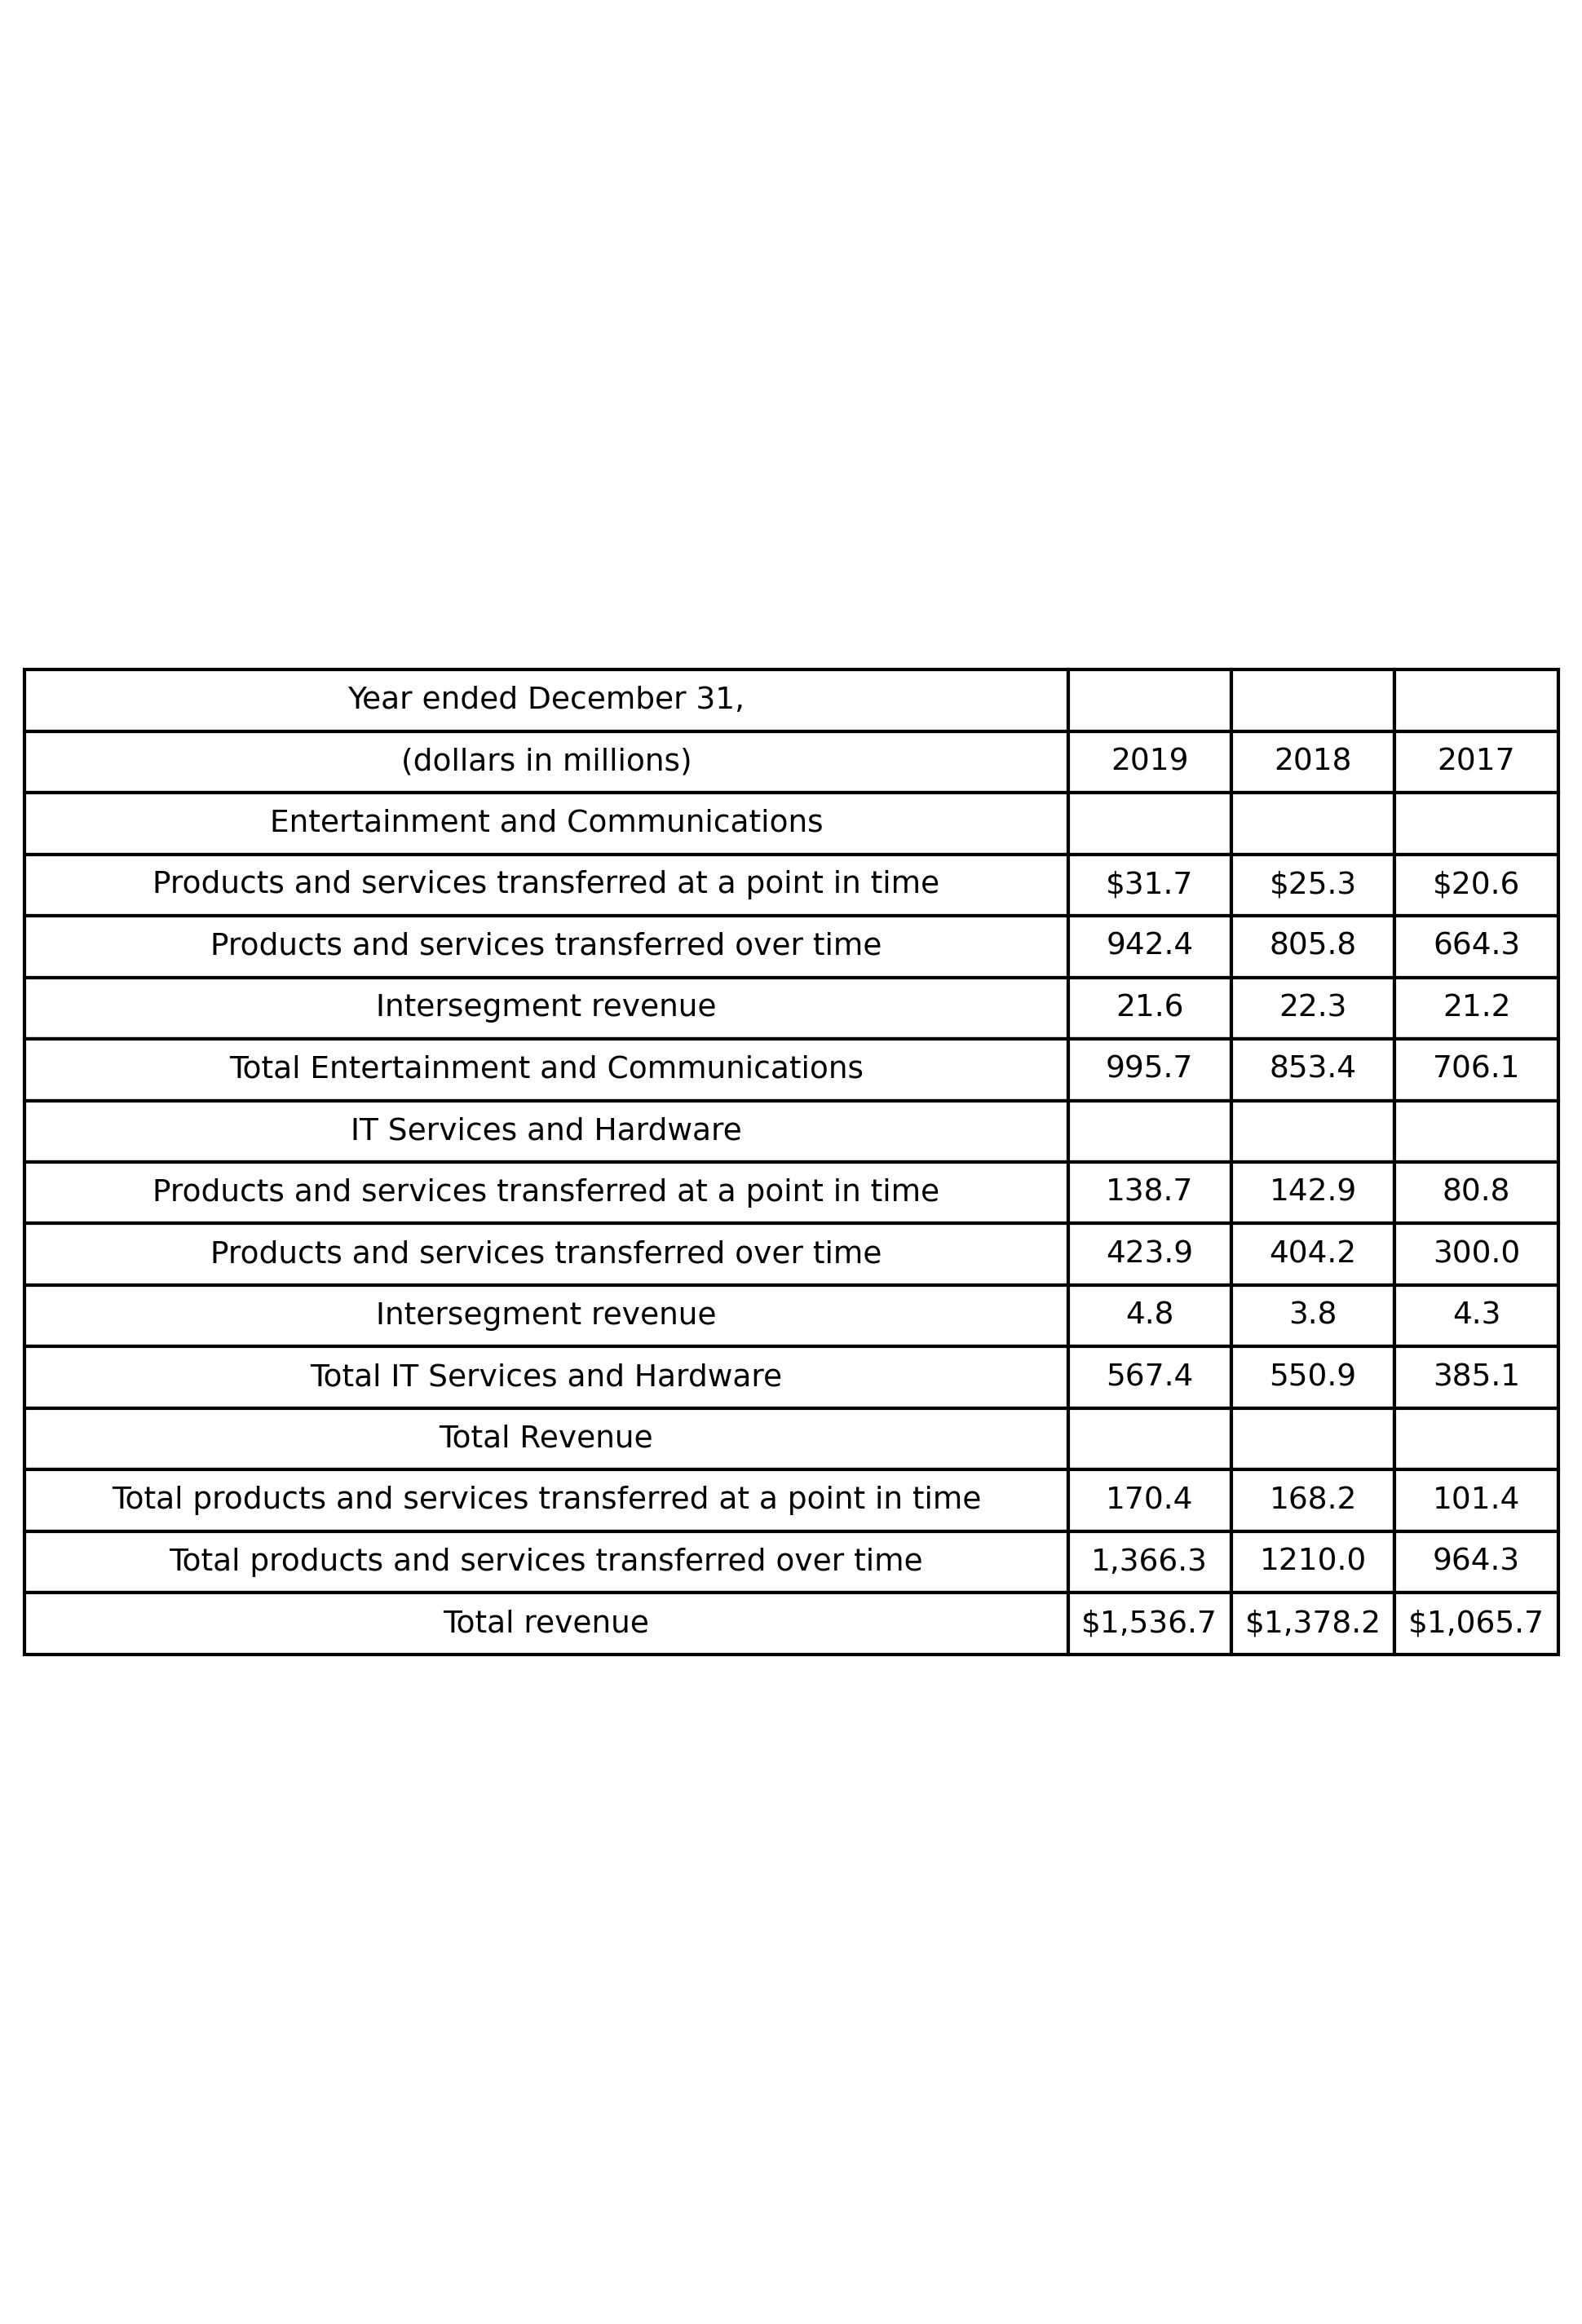 Year ended December 31,
(dollars in millions) 2019 2018 2017
Entertainment and Communications
Products and services transferred at a point in time $31.7 $25.3 $20.6
Products and services transferred over time 942.4 805.8 664.3
Intersegment revenue 21.6 22.3 21.2
Total Entertainment and Communications 995.7 853.4 706.1
IT Services and Hardware
Products and services transferred at a point in time 138.7 142.9 80.8
Products and services transferred over time 423.9 404.2 300.0
Intersegment revenue 4.8 3.8 4.3
Total IT Services and Hardware 567.4 550.9 385.1
Total Revenue
Total products and services transferred at a point in time 170.4 168.2 101.4
Total products and services transferred over time 1,366.3 1210.0 964.3
Total revenue $1,536.7 $1,378.2 $1,065.7